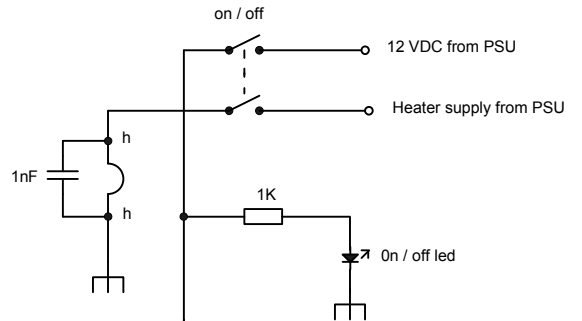 on / off
12 VDC from PSU
Heater supply from PSU
h
1nF
h
1K
0n / off led